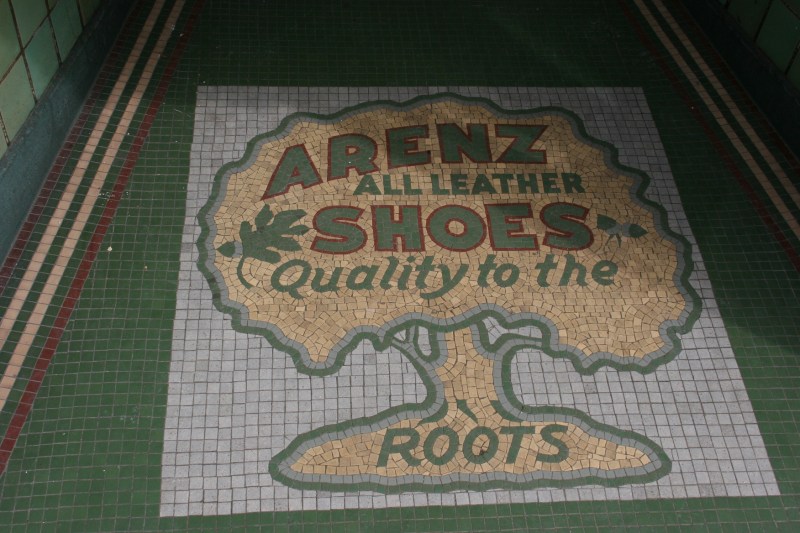 ARENZ
ALL LEATHER
SHOES
Quality to the
ROOTS